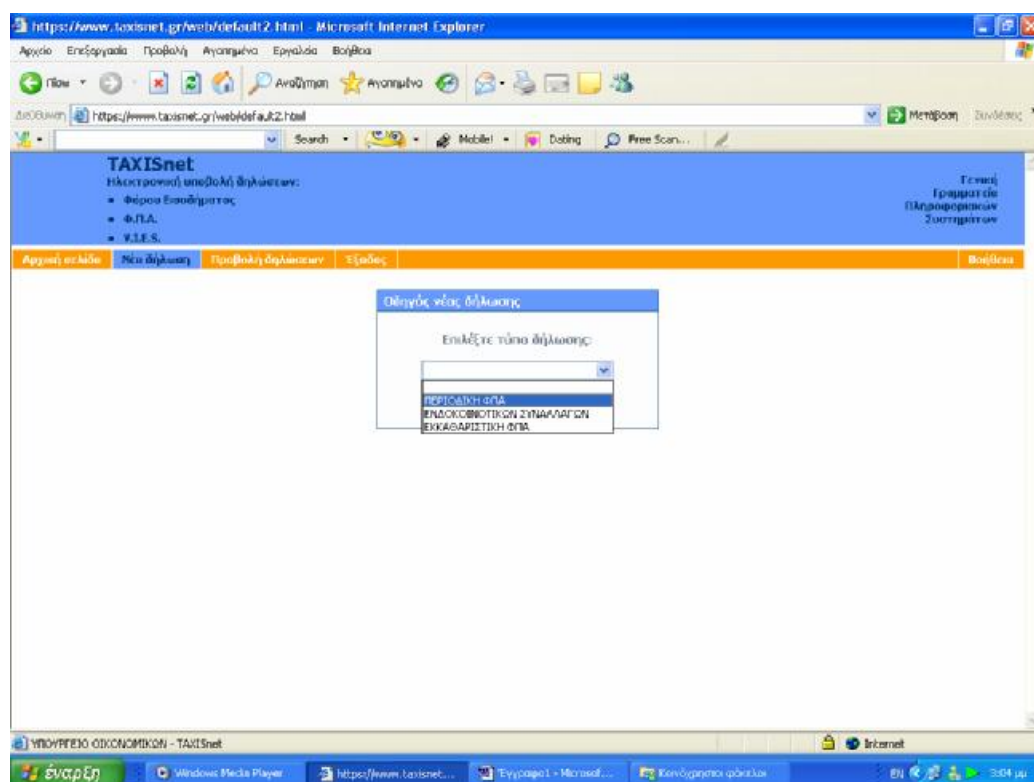 https://www.taxisnet.gr/web/default2.html - Microsoft Internet Explorer
Αρχείο Επεξεργασία Προβολή Αγαπημένα Εργαλεία Βοήθεια
Πίσω Αναζήτηση Αγαπημένα
Διεύθυνση https://www.taxisnet.gr/web/default2.html Μετάβαση Συνδέσεις
Search Mobile! Dating Free Scan...
TAXISnet
Ηλεκτρονική υποβολή δηλώσεων:
Φόρου Εισοδήματος
Φ.Π.Α.
V.I.E.S.
Γενική
Γραμματεία
Πληροφοριακών
Συστημάτων
Αρχική σελίδα Νέα δήλωση Προβολή δηλώσεων Έξοδος Βοήθεια
Οδηγός νέας δήλωσης
Επιλέξτε τύπο δήλωσης:
ΠΕΡΙΟΔΙΚΗ ΦΠΑ
ΕΝΔΟΚΟΙΝΟΤΙΚΩΝ ΣΥΝΑΛΛΑΓΩΝ
ΕΚΚΑΘΑΡΙΣΤΙΚΗ ΦΠΑ
ΥΠΟΥΡΓΕΙΟ ΟΙΚΟΝΟΜΙΚΩΝ - TAXISnet Internet
έναρξη Windows Media Player https://www.taxisnet.... Έγγραφο1 - Microsof... Κοινόχρηστοι φάκελοι EN 3:04 μμ